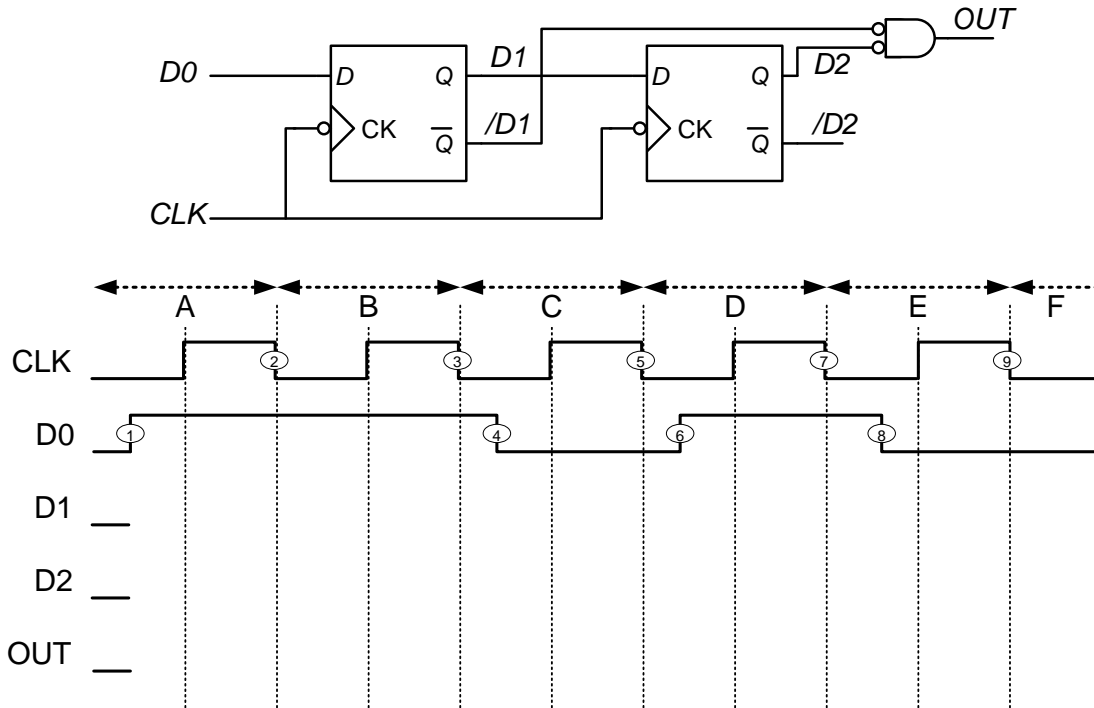 OUT
D0 D Q D1 D Q D2
CK Q /D1 CK Q /D2
CLK
A B C D E F
CLK 2 3 5 7 9
D0 1 4 6 8
D1
D2
OUT